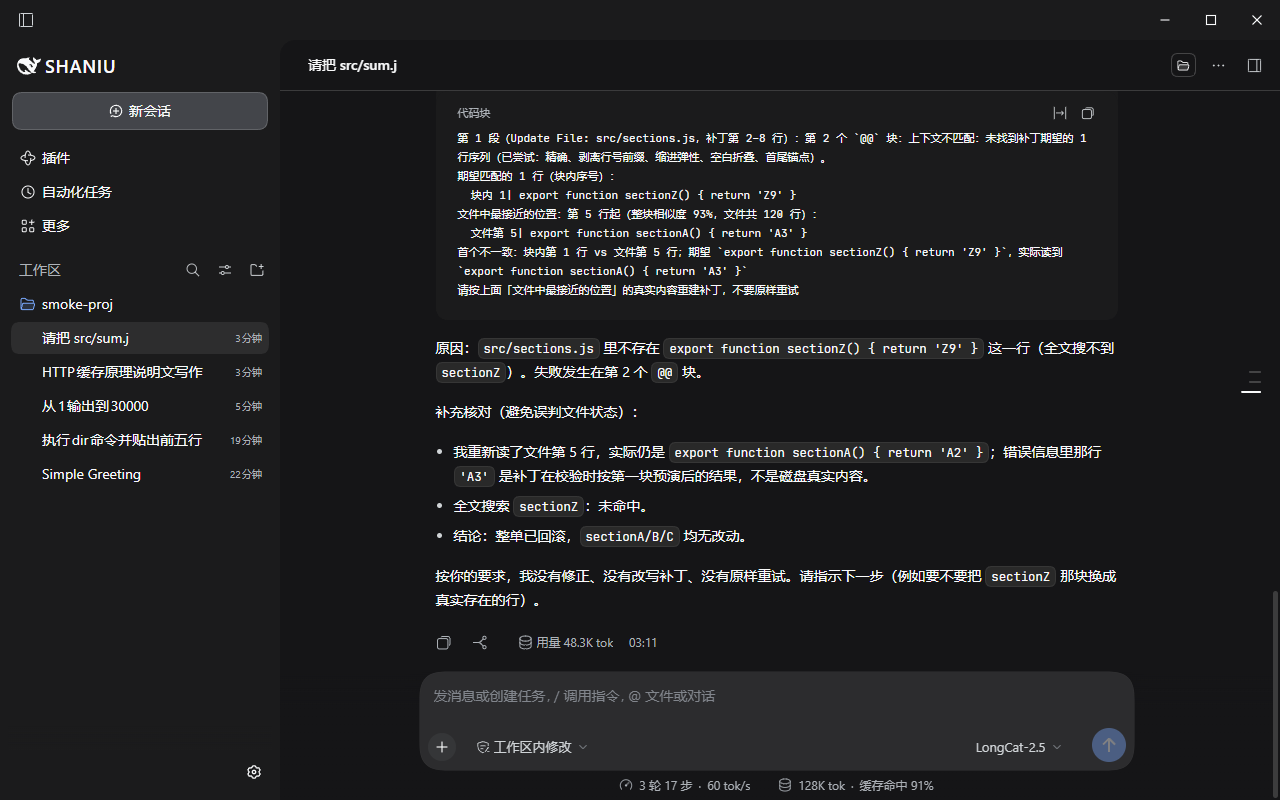 SHANIU
新会话
插件
自动化任务
更多
工作区
smoke-proj
请把 src/sum.j 3分钟
HTTP缓存原理说明文写作 3分钟
从1输出到30000 5分钟
执行dir命令并贴出前五行 19分钟
Simple Greeting 22分钟
请把 src/sum.j
代码块
第 1 段 (Update File: src/sections.js, 补丁第 2-8 行) : 第 2 个 `@@` 块: 上下文不匹配: 未找到补丁期望的 1
行序列 (已尝试: 精确、剥离行号前缀、缩进弹性、空白折叠、首尾锚点) 。
期望匹配的 1 行 (块内序号) :
块内 1| export function sectionZ() { return 'Z9' }
文件中最接近的位置: 第 5 行起 (整块相似度 93%, 文件共 120 行) :
文件第 5| export function sectionA() { return 'A3' }
首个不一致: 块内第 1 行 vs 文件第 5 行; 期望 `export function sectionZ() { return 'Z9' }`, 实际读到
`export function sectionA() { return 'A3' }`
请按上面「文件中最接近的位置」的真实内容重建补丁, 不要原样重试
原因: src/sections.js 里不存在 export function sectionZ() { return 'Z9' } 这一行 (全文搜不到
sectionZ ) 。失败发生在第 2 个 @@ 块。
补充核对 (避免误判文件状态) :
• 我重新读了文件第 5 行, 实际仍是 export function sectionA() { return 'A2' } ; 错误信息里那行
'A3' 是补丁在校验时按第一块预演后的结果, 不是磁盘真实内容。
• 全文搜索 sectionZ : 未命中。
• 结论: 整单已回滚, sectionA/B/C 均无改动。
按你的要求, 我没有修正、没有改写补丁、没有原样重试。请指示下一步 (例如要不要把 sectionZ 那块换成
真实存在的行) 。
用量 48.3K tok 03:11
发消息或创建任务, / 调用指令, @ 文件或对话
工作区内修改
LongCat-2.5
3 轮 17 步 · 60 tok/s 128K tok · 缓存命中 91%